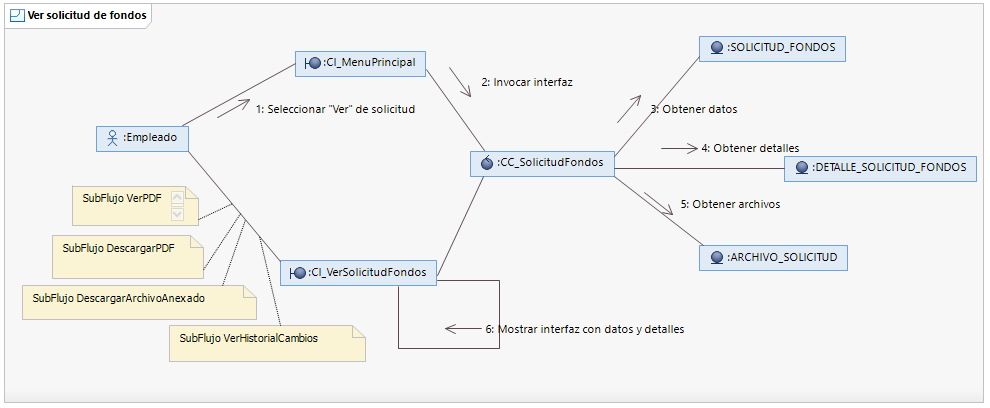 Ver solicitud de fondos
:SOLICITUD_FONDOS
:CI_MenuPrincipal
2: Invocar interfaz
1: Seleccionar "Ver" de solicitud
3: Obtener datos
:Empleado
4: Obtener detalles
:CC_SolicitudFondos
:DETALLE_SOLICITUD_FONDOS
SubFlujo VerPDF
5: Obtener archivos
SubFlujo DescargarPDF
:ARCHIVO_SOLICITUD
:CI_VerSolicitudFondos
SubFlujo DescargarArchivoAnexado
6: Mostrar interfaz con datos y detalles
SubFlujo VerHistorialCambios